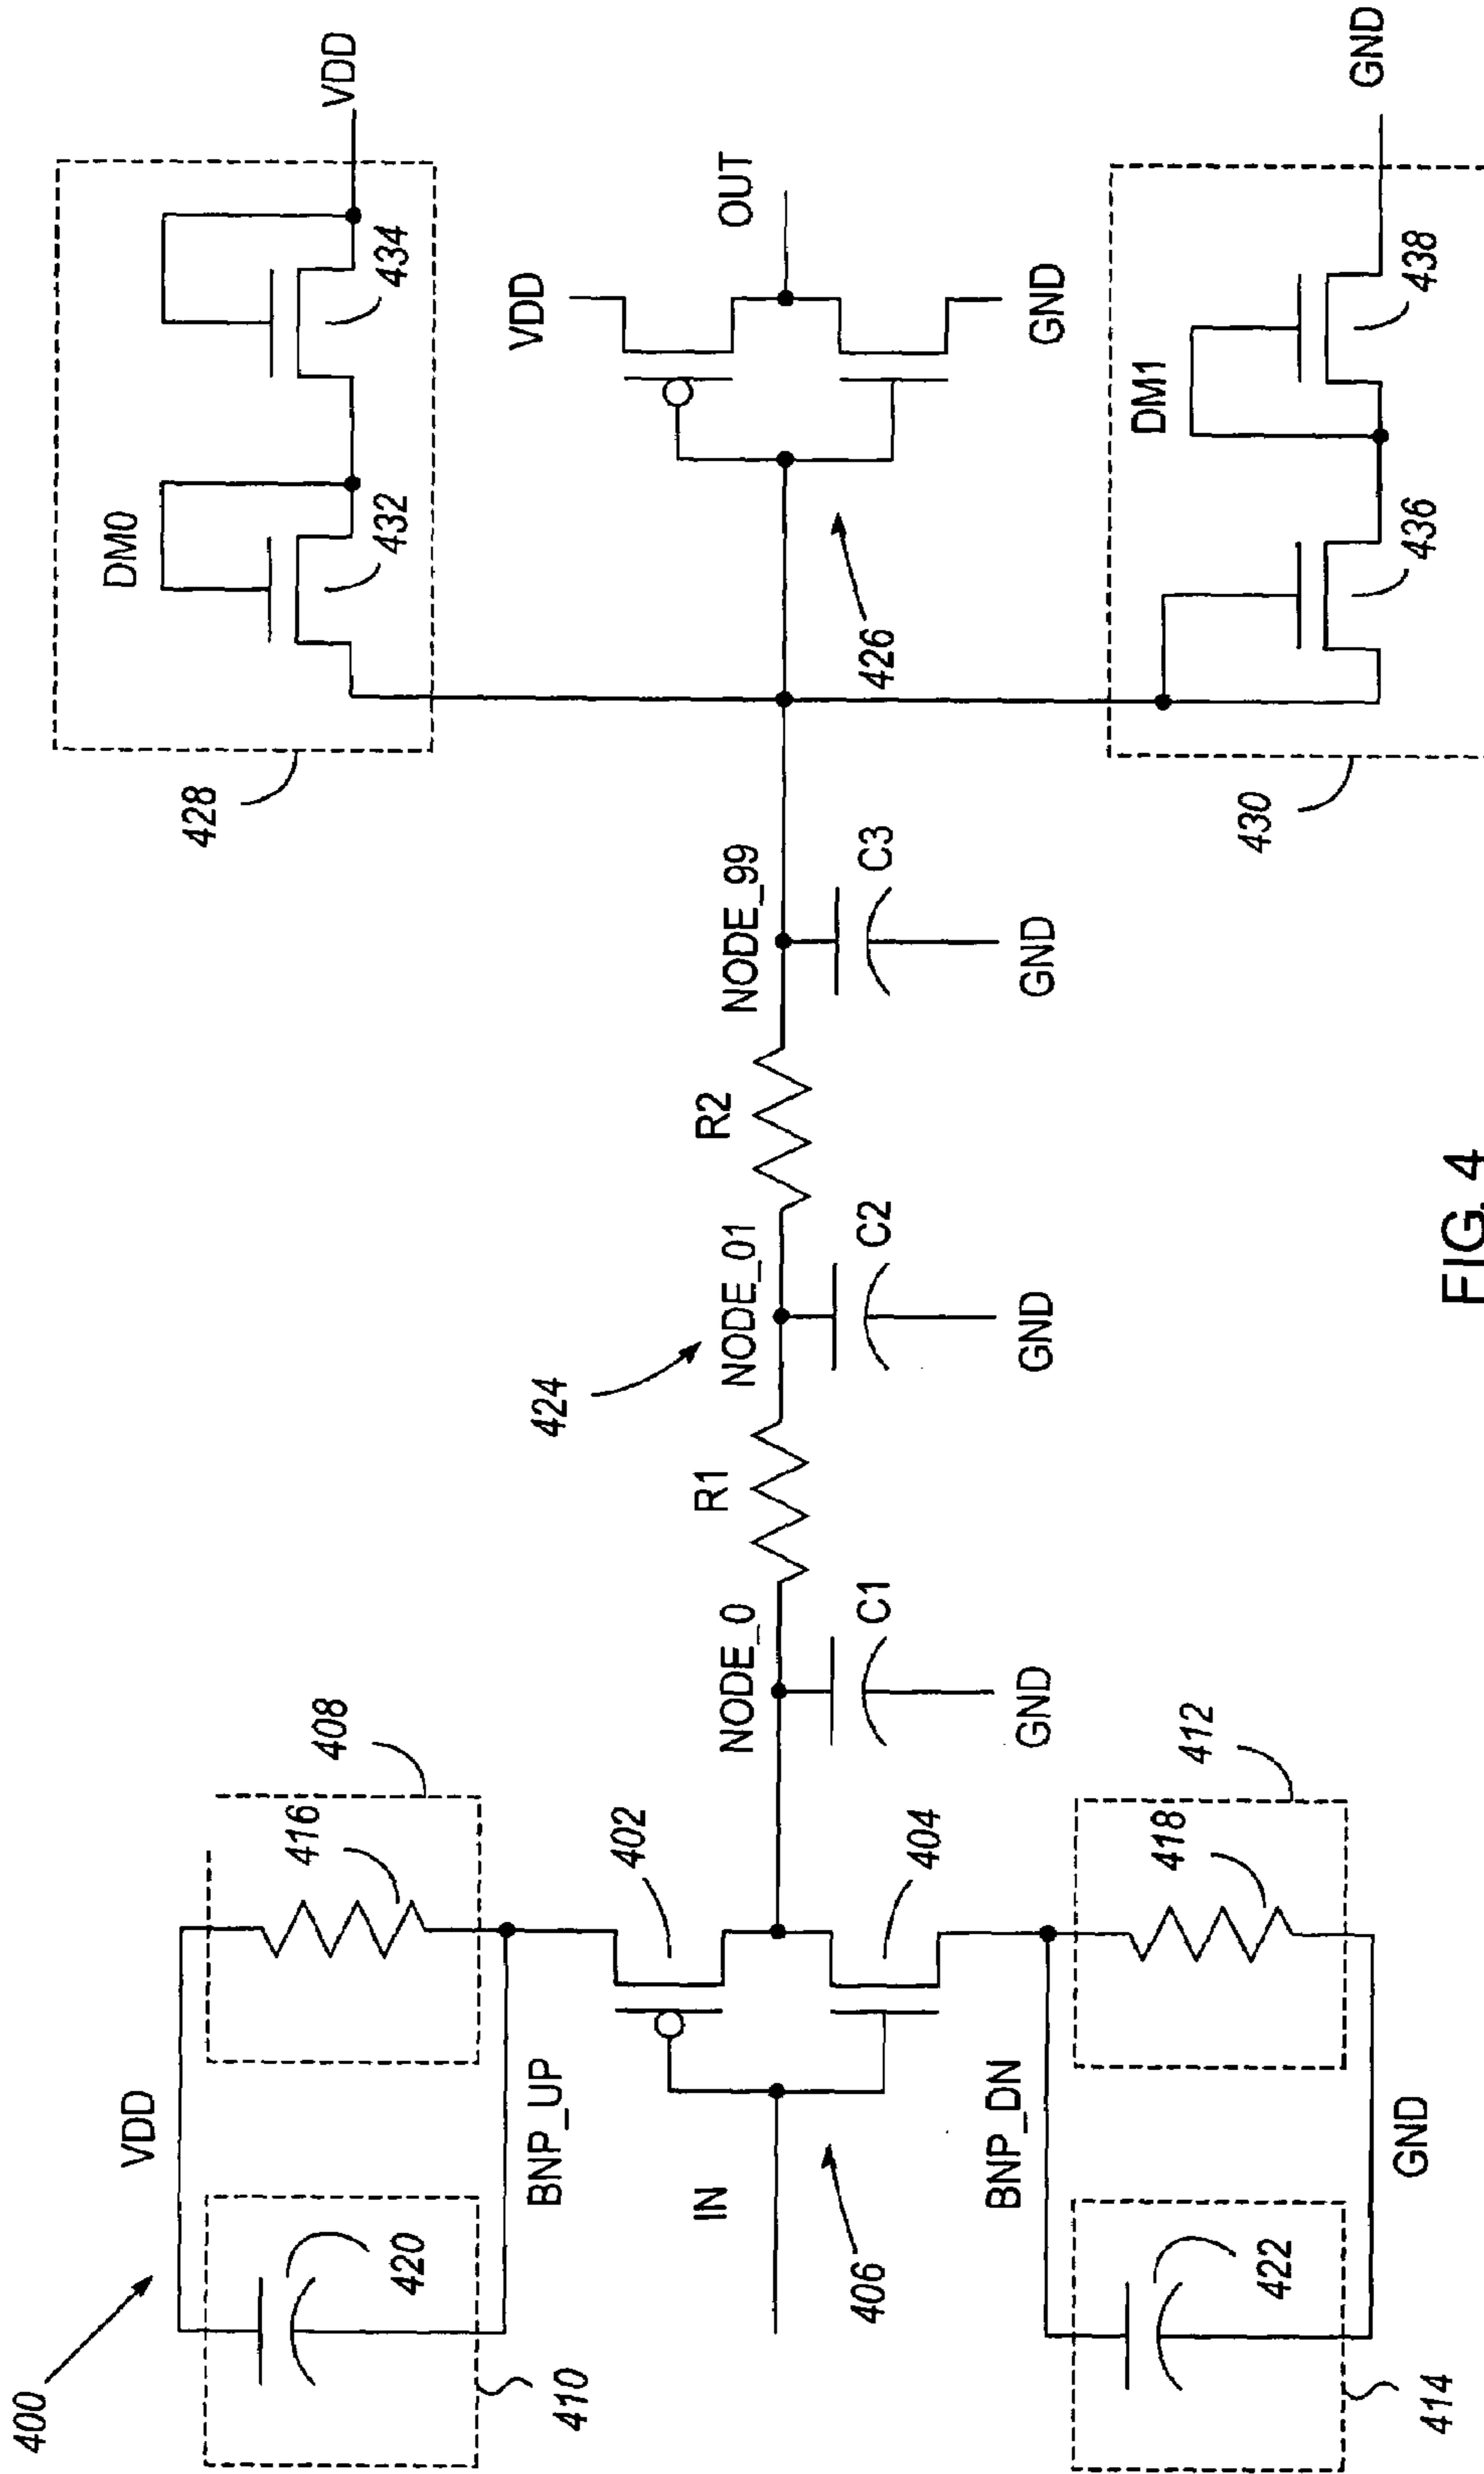 400
VDD
408
416
420
410
BNP_UP
402
IN
406
404
BNP_DN
412
418
422
414
GND
NODE_0
C1
GND
R1
424
NODE_01
C2
GND
R2
NODE_99
C3
GND
428
DM0
432
434
VDD
426
VDD
OUT
GND
430
DM1
436
438
GND
FIG. 4